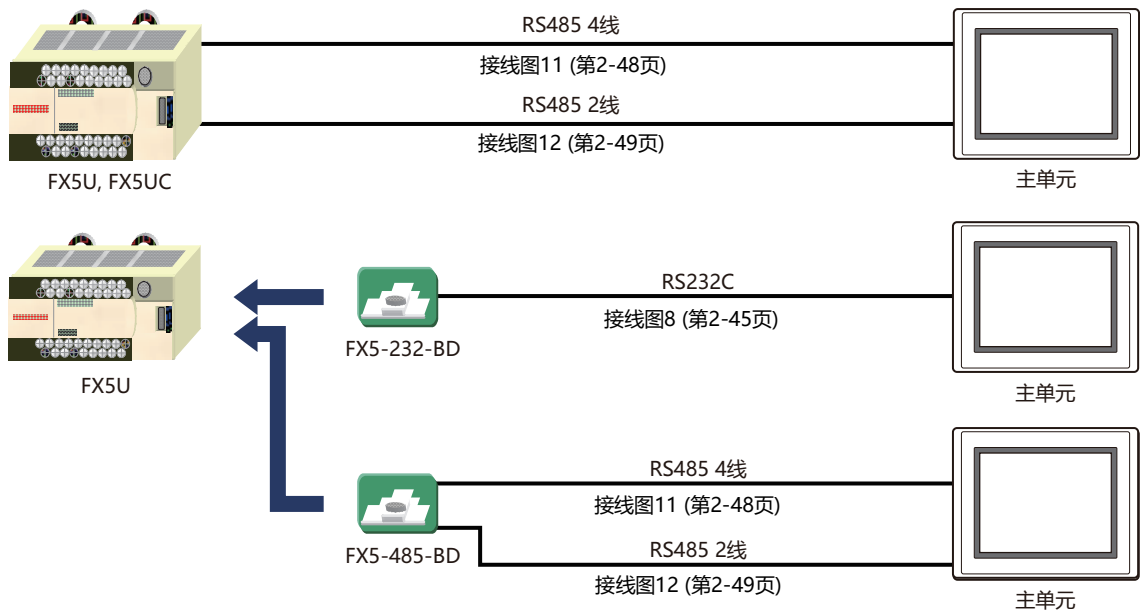 RS485 4线
接线图11 (第2-48页)
RS485 2线
接线图12 (第2-49页)
FX5U, FX5UC
主单元
RS232C
接线图8 (第2-45页)
FX5-232-BD
FX5U
主单元
RS485 4线
接线图11 (第2-48页)
RS485 2线
FX5-485-BD
接线图12 (第2-49页)
主单元